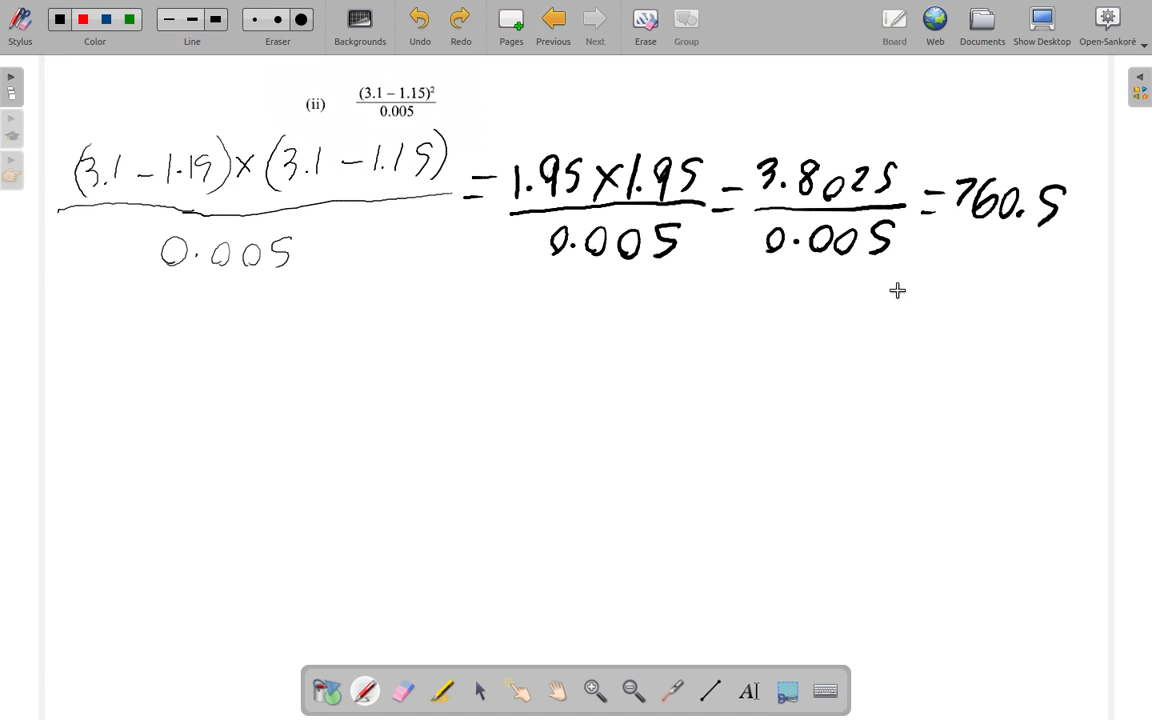 Stylus Color Line Eraser Backgrounds Undo Redo Pages Previous Next Erase Group Board Web Documents Show Desktop Open-Sankoré
(ii) (3.1 – 1.15)²
0.005
(3.1 – 1.15) × (3.1 – 1.15) = 1.95 × 1.95 = 3.8025 = 760.5
0.005 0.005 0.005
AI